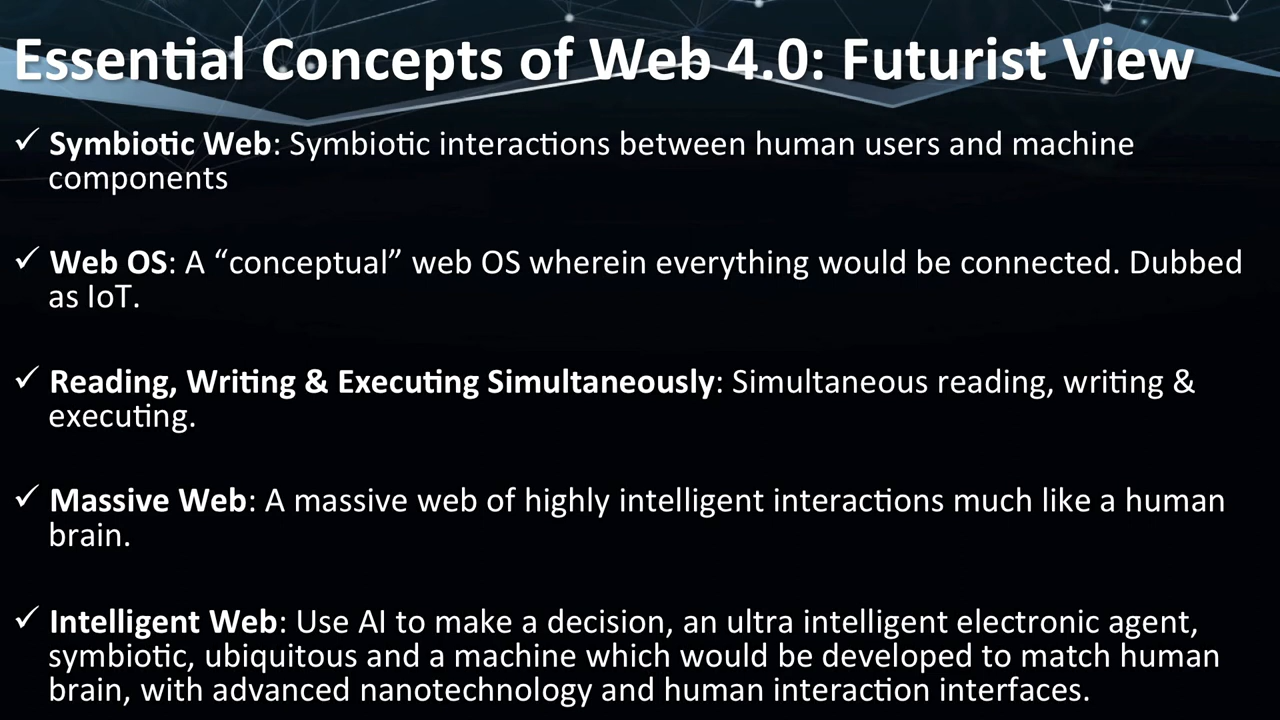 Essential Concepts of Web 4.0: Futurist View
✓ Symbiotic Web: Symbiotic interactions between human users and machine
components
✓ Web OS: A “conceptual” web OS wherein everything would be connected. Dubbed
as IoT.
✓ Reading, Writing & Executing Simultaneously: Simultaneous reading, writing &
executing.
✓ Massive Web: A massive web of highly intelligent interactions much like a human
brain.
✓ Intelligent Web: Use AI to make a decision, an ultra intelligent electronic agent,
symbiotic, ubiquitous and a machine which would be developed to match human
brain, with advanced nanotechnology and human interaction interfaces.